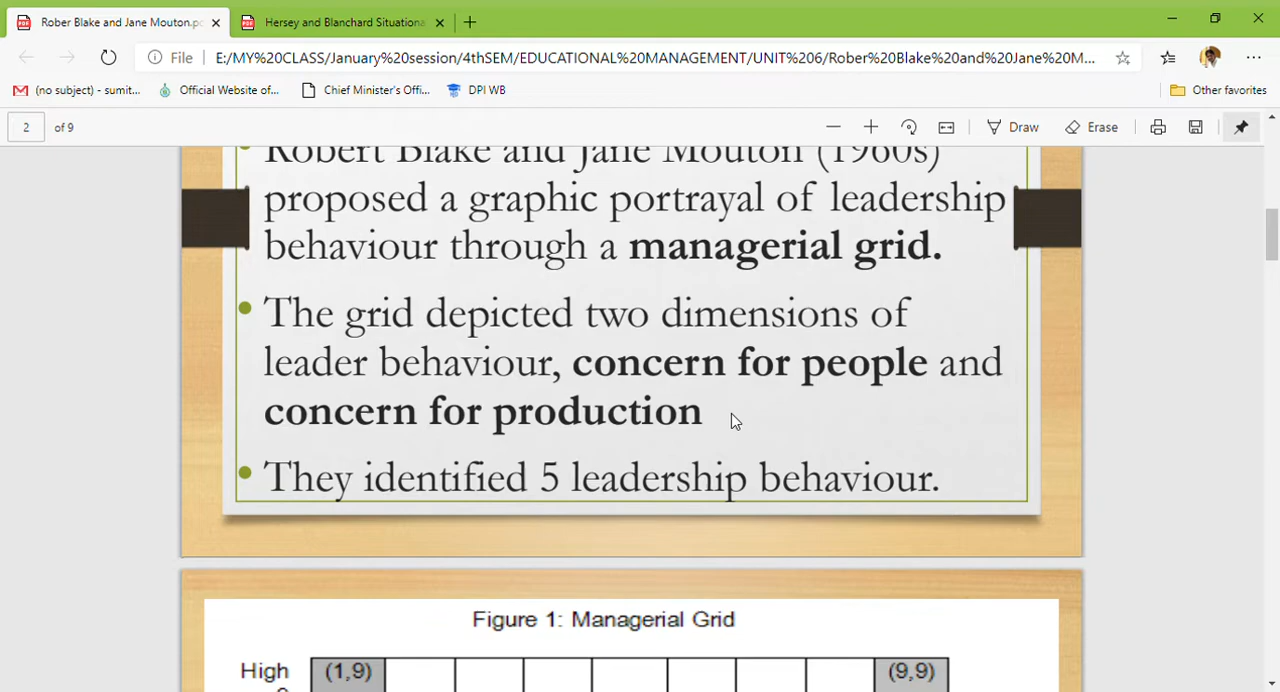 Rober Blake and Jane Mouton.pc
Hersey and Blanchard Situational
File
E:/MY%20CLASS/January%20session/4thSEM/EDUCATIONAL%20MANAGEMENT/UNIT%206/Rober%20Blake%20and%20Jane%20M...
(no subject) - sumit...
Official Website of...
Chief Minister's Offi...
DPI WB
Other favorites
2 of 9
Draw
Erase
• Robert Blake and Jane Mouton (1960s)
proposed a graphic portrayal of leadership
behaviour through a managerial grid.
• The grid depicted two dimensions of
leader behaviour, concern for people and
concern for production
• They identified 5 leadership behaviour.
Figure 1: Managerial Grid
High (1,9) (9,9)